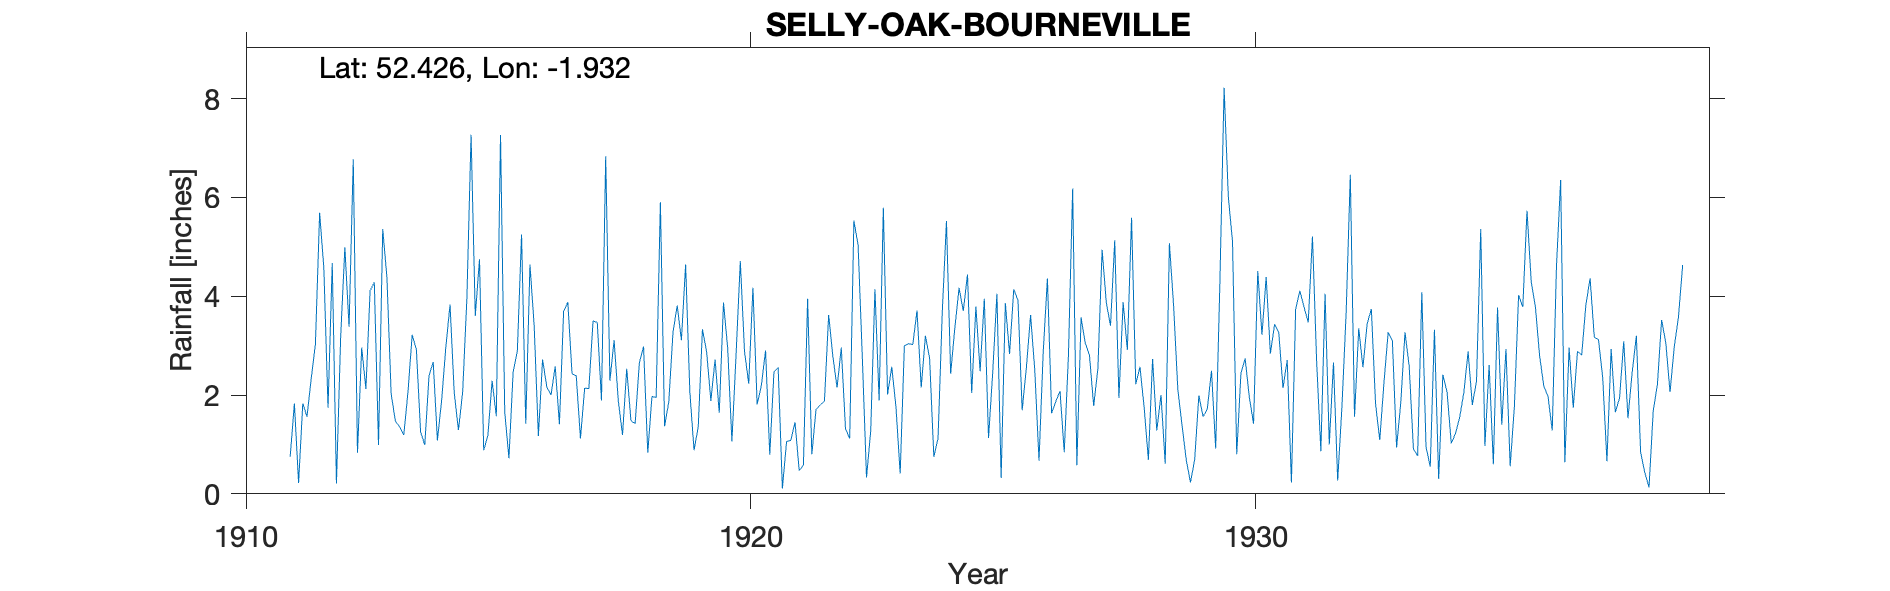 SELLY-OAK-BOURNEVILLE
Lat: 52.426, Lon: -1.932
Rainfall [inches]
8
6
4
2
0
1910 1920 1930
Year